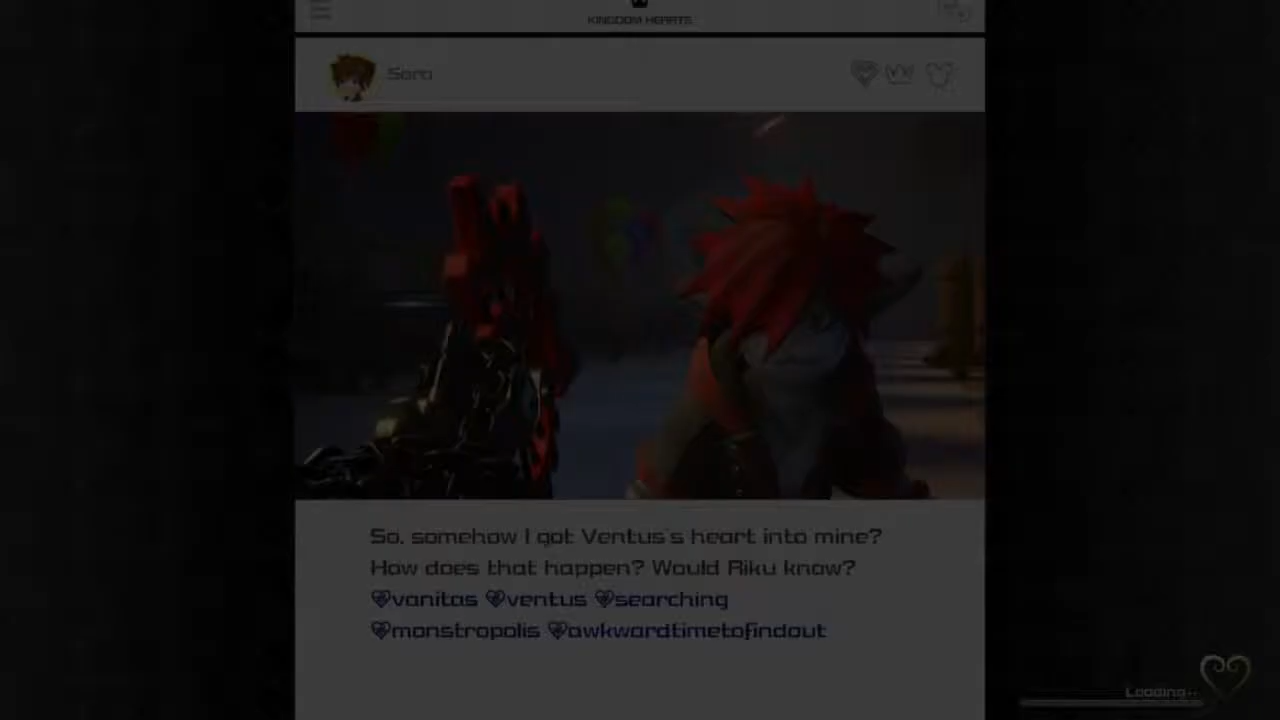 KINGDOM HEARTS
Sora
So, somehow I got Ventus's heart into mine?
How does that happen? Would Riku know?
vanitas ventus searching
monstropolis awkwardtimetofindout
Loading..